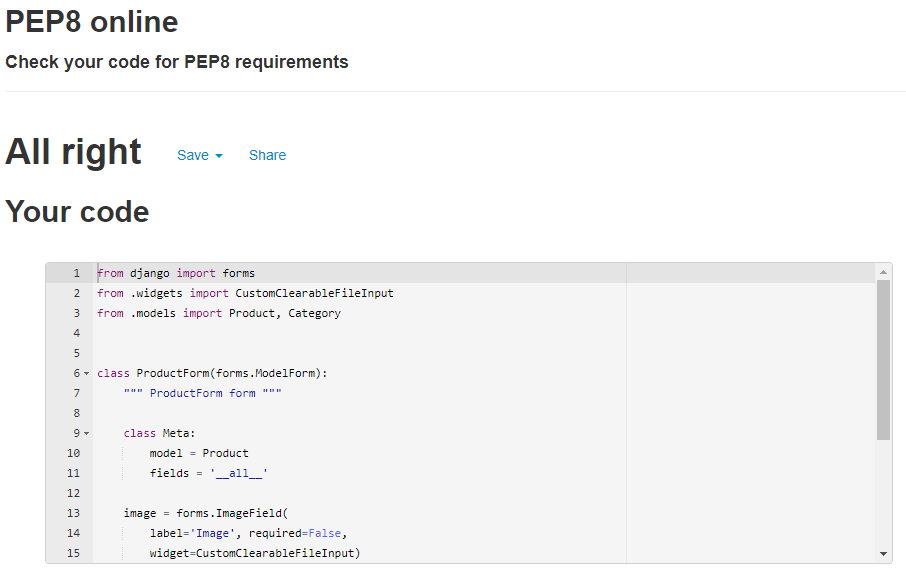 PEP8 online
Check your code for PEP8 requirements
All right Save Share
Your code
1 from django import forms
2 from .widgets import CustomClearableFileInput
3 from .models import Product, Category
4
5
6 class ProductForm(forms.ModelForm):
7 """ ProductForm form """
8
9 class Meta:
10 model = Product
11 fields = '__all__'
12
13 image = forms.ImageField(
14 label='Image', required=False,
15 widget=CustomClearableFileInput)